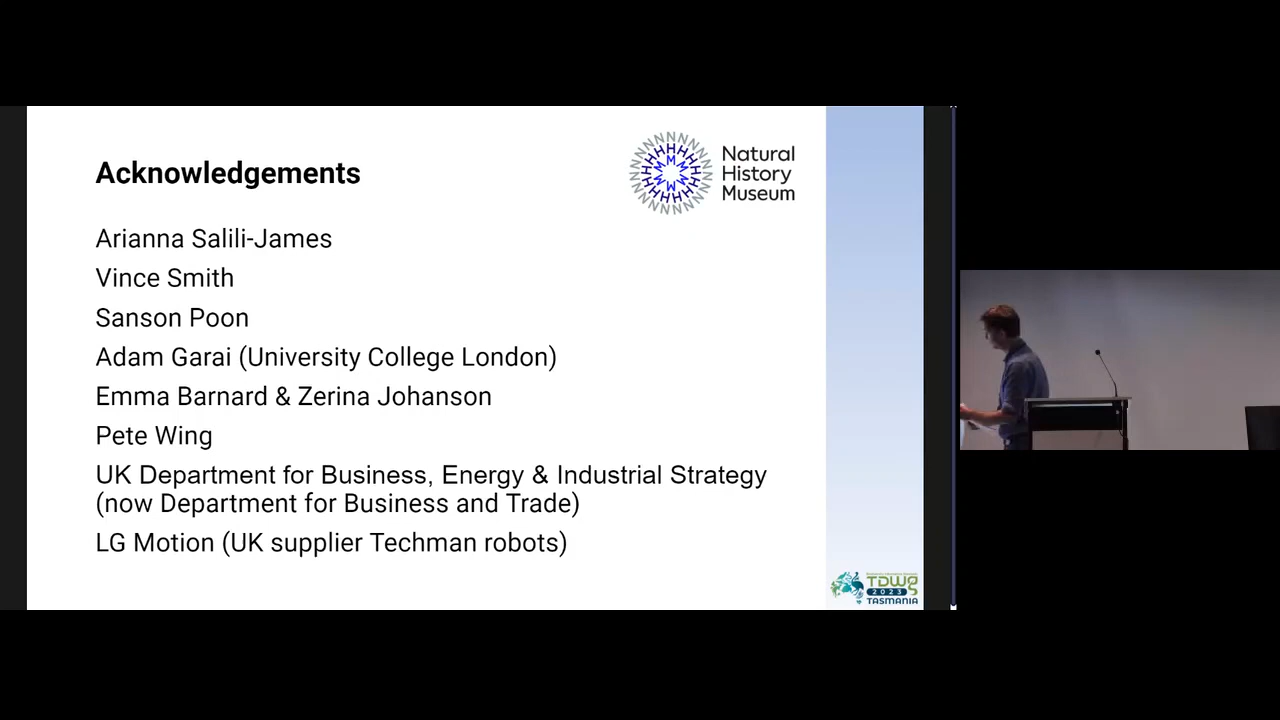 Acknowledgements
Natural
History
Museum
Arianna Salili-James
Vince Smith
Sanson Poon
Adam Garai (University College London)
Emma Barnard & Zerina Johanson
Pete Wing
UK Department for Business, Energy & Industrial Strategy
(now Department for Business and Trade)
LG Motion (UK supplier Techman robots)
TDWG
2023
TASMANIA